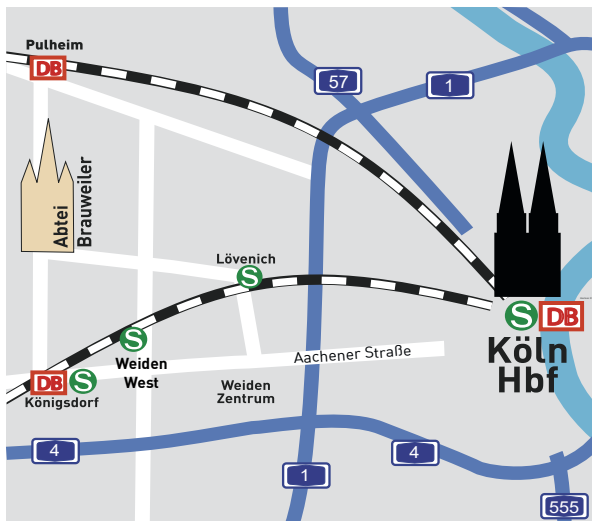 Pulheim
DB
57
1
Abtei
Brauweiler
Lövenich
S
S
DB
Köln
Hbf
S
Weiden
West
Aachener Straße
DB
S
Königsdorf
Weiden
Zentrum
4
4
1
555